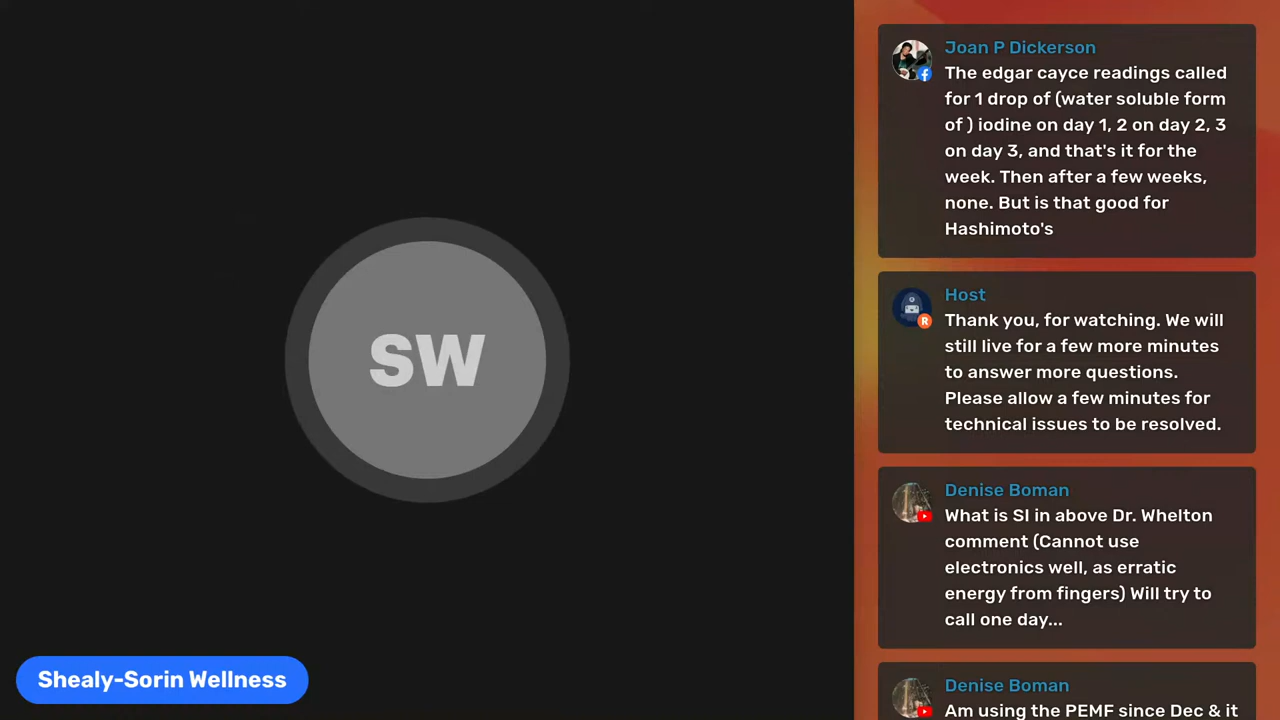 SW
Shealy-Sorin Wellness
Joan P Dickerson
The edgar cayce readings called
for 1 drop of (water soluble form
of ) iodine on day 1, 2 on day 2, 3
on day 3, and that's it for the
week. Then after a few weeks,
none. But is that good for
Hashimoto's
Host
Thank you, for watching. We will
still live for a few more minutes
to answer more questions.
Please allow a few minutes for
technical issues to be resolved.
Denise Boman
What is SI in above Dr. Whelton
comment (Cannot use
electronics well, as erratic
energy from fingers) Will try to
call one day...
Denise Boman
Am using the PEMF since Dec & it